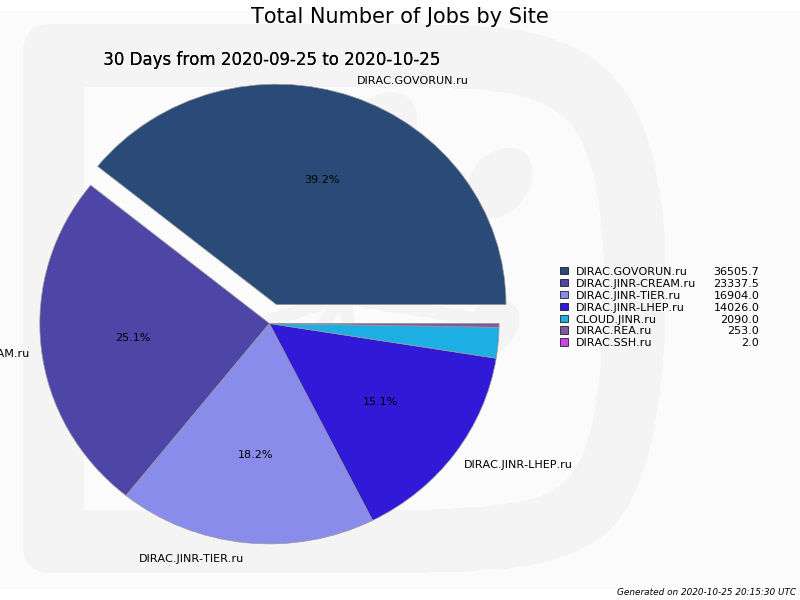 Total Number of Jobs by Site
30 Days from 2020-09-25 to 2020-10-25
DIRAC.GOVORUN.ru
39.2%
DIRAC.GOVORUN.ru 36505.7
DIRAC.JINR-CREAM.ru 23337.5
DIRAC.JINR-TIER.ru 16904.0
DIRAC.JINR-LHEP.ru 14026.0
CLOUD.JINR.ru 2090.0
DIRAC.REA.ru 253.0
DIRAC.SSH.ru 2.0
25.1%
AM.ru
15.1%
18.2%
DIRAC.JINR-LHEP.ru
DIRAC.JINR-TIER.ru
Generated on 2020-10-25 20:15:30 UTC